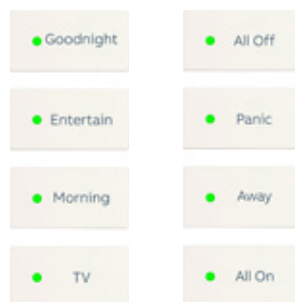 Goodnight
All Off
Entertain
Panic
Morning
Away
TV
All On